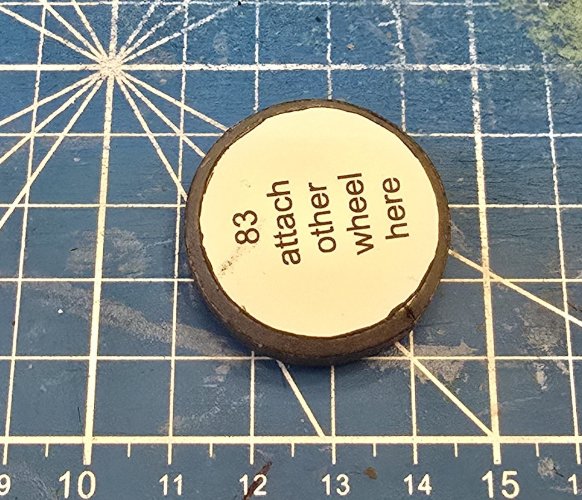 83
attach
other
wheel
here
9 10 11 12 13 14 15